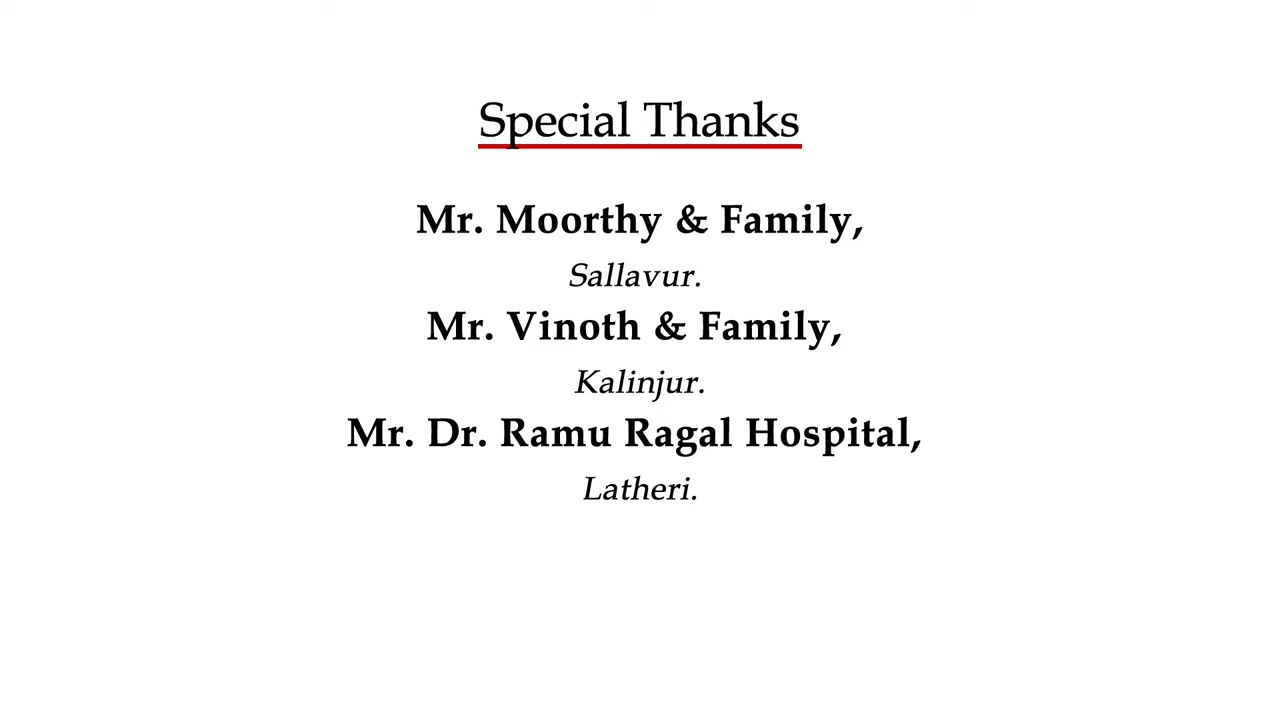 Special Thanks
Mr. Moorthy & Family,
Sallavur.
Mr. Vinoth & Family,
Kalinjur.
Mr. Dr. Ramu Ragal Hospital,
Latheri.